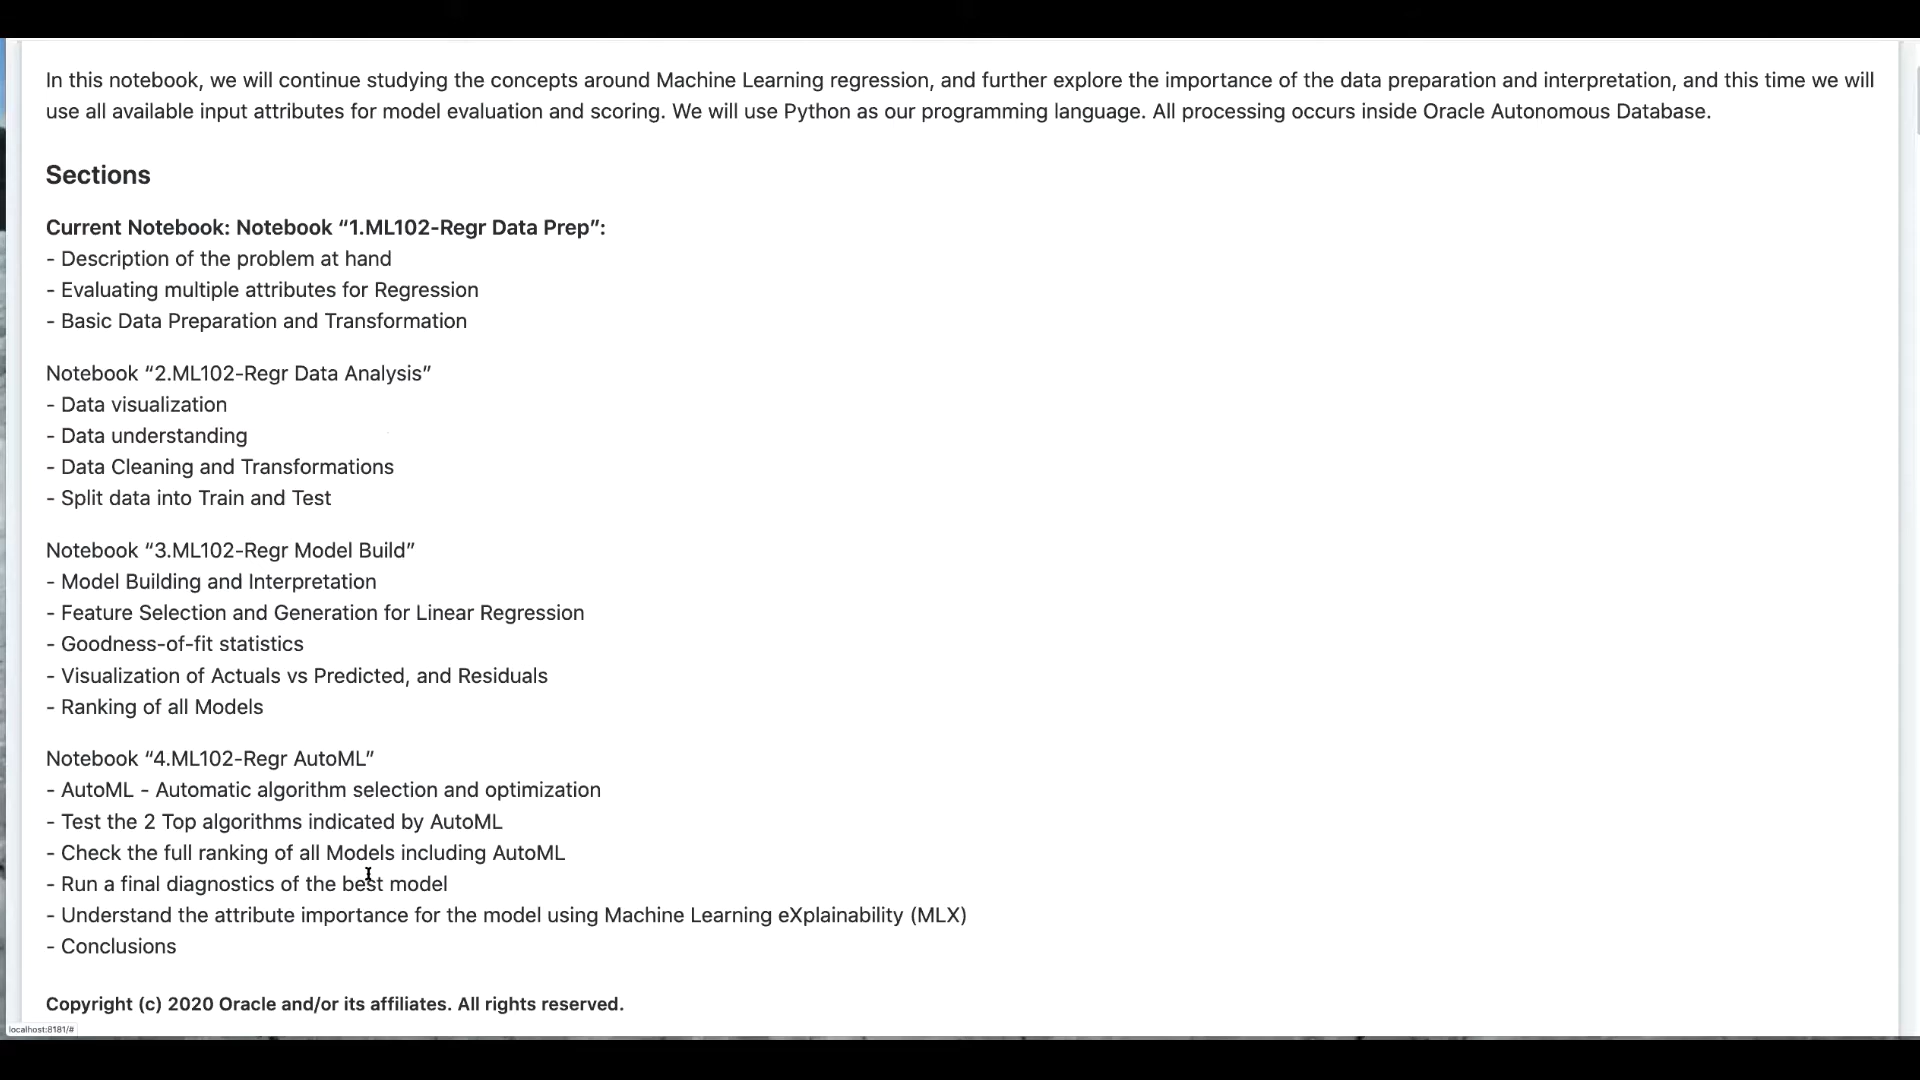 In this notebook, we will continue studying the concepts around Machine Learning regression, and further explore the importance of the data preparation and interpretation, and this time we will
use all available input attributes for model evaluation and scoring. We will use Python as our programming language. All processing occurs inside Oracle Autonomous Database.
Sections
Current Notebook: Notebook “1.ML102-Regr Data Prep”:
- Description of the problem at hand
- Evaluating multiple attributes for Regression
- Basic Data Preparation and Transformation
Notebook “2.ML102-Regr Data Analysis”
- Data visualization
- Data understanding
- Data Cleaning and Transformations
- Split data into Train and Test
Notebook “3.ML102-Regr Model Build”
- Model Building and Interpretation
- Feature Selection and Generation for Linear Regression
- Goodness-of-fit statistics
- Visualization of Actuals vs Predicted, and Residuals
- Ranking of all Models
Notebook “4.ML102-Regr AutoML”
- AutoML - Automatic algorithm selection and optimization
- Test the 2 Top algorithms indicated by AutoML
- Check the full ranking of all Models including AutoML
- Run a final diagnostics of the best model
- Understand the attribute importance for the model using Machine Learning eXplainability (MLX)
- Conclusions
Copyright (c) 2020 Oracle and/or its affiliates. All rights reserved.
localhost:8181/#